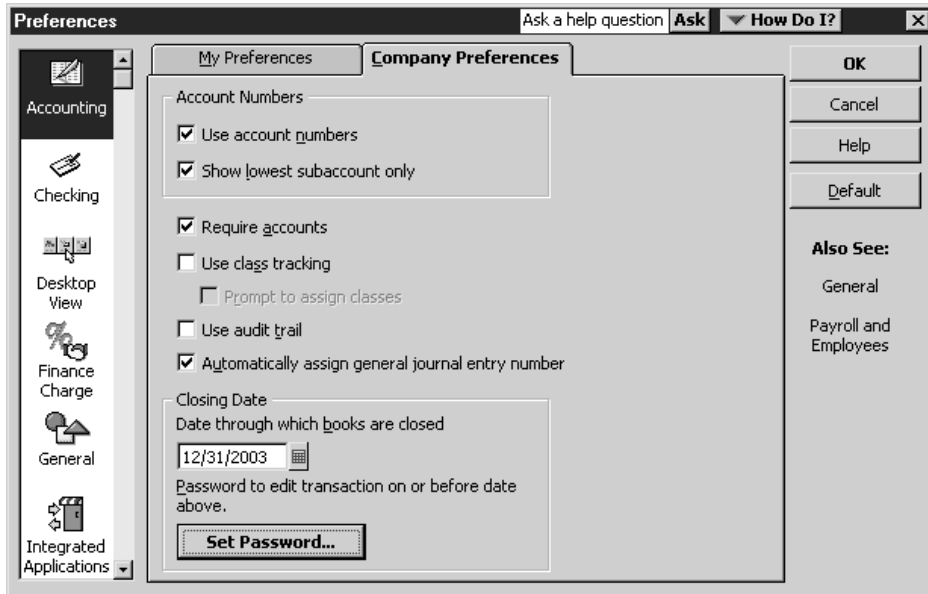 Preferences
Ask a help question Ask How Do I?
Accounting
Checking
Desktop
View
Finance
Charge
General
Integrated
Applications
My Preferences
Company Preferences
Account Numbers
Use account numbers
Show lowest subaccount only
Require accounts
Use class tracking
Prompt to assign classes
Use audit trail
Automatically assign general journal entry number
Closing Date
Date through which books are closed
12/31/2003
Password to edit transaction on or before date
above.
Set Password...
OK
Cancel
Help
Default
Also See:
General
Payroll and
Employees